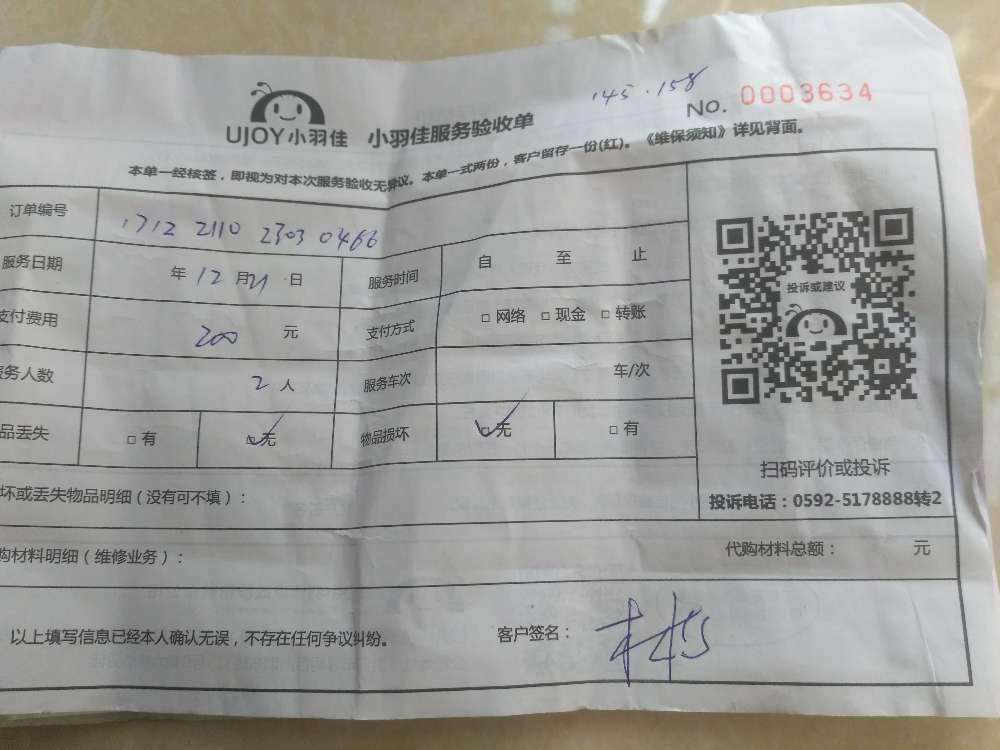 145.158
UJOY小羽佳 小羽佳服务验收单 NO. 0003634
本单一经核签，即视为对本次服务验收无异议。本单一式两份，客户留存一份(红)。《维保须知》详见背面。
订单编号 1712 2110 2303 0466
服务日期 年 12 月 21 日 服务时间 自 至 止
支付费用 200 元 支付方式 □ 网络 □ 现金 □ 转账
务人数 2 人 服务车次 车/次
品丢失 □ 有 ☑ 无 物品损坏 ☑ 无 □ 有
投诉或建议
扫码评价或投诉
投诉电话：0592-5178888转2
坏或丢失物品明细（没有可不填）：
购材料明细（维修业务）： 代购材料总额： 元
以上填写信息已经本人确认无误，不存在任何争议纠纷。 客户签名：